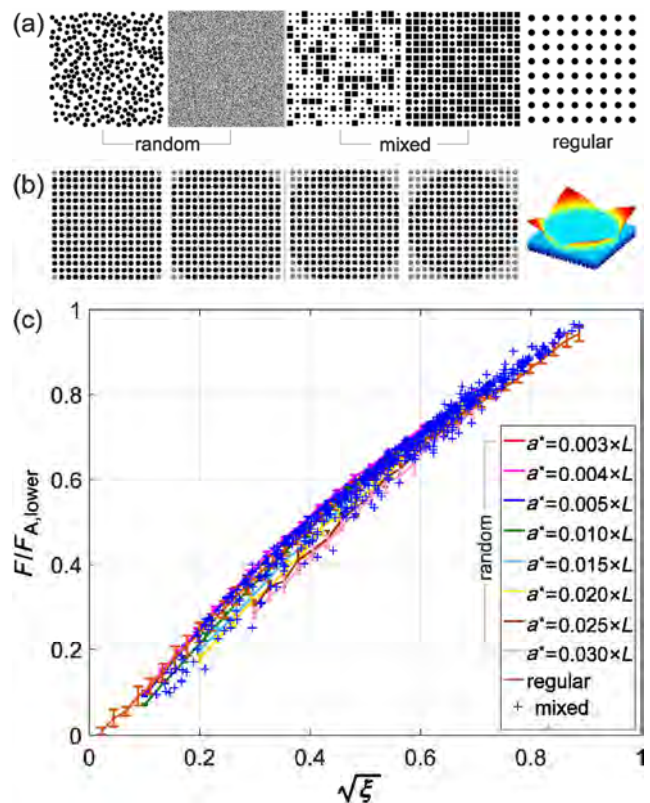 (a)
random mixed regular
(b)
(c)
1
0.8
0.6
0.4
0.2
0
F/F_A,lower
0 0.2 0.4 0.6 0.8 1
√ξ
a*=0.003×L
a*=0.004×L
a*=0.005×L
a*=0.010×L
a*=0.015×L
a*=0.020×L
a*=0.025×L
a*=0.030×L
random
regular
+ mixed